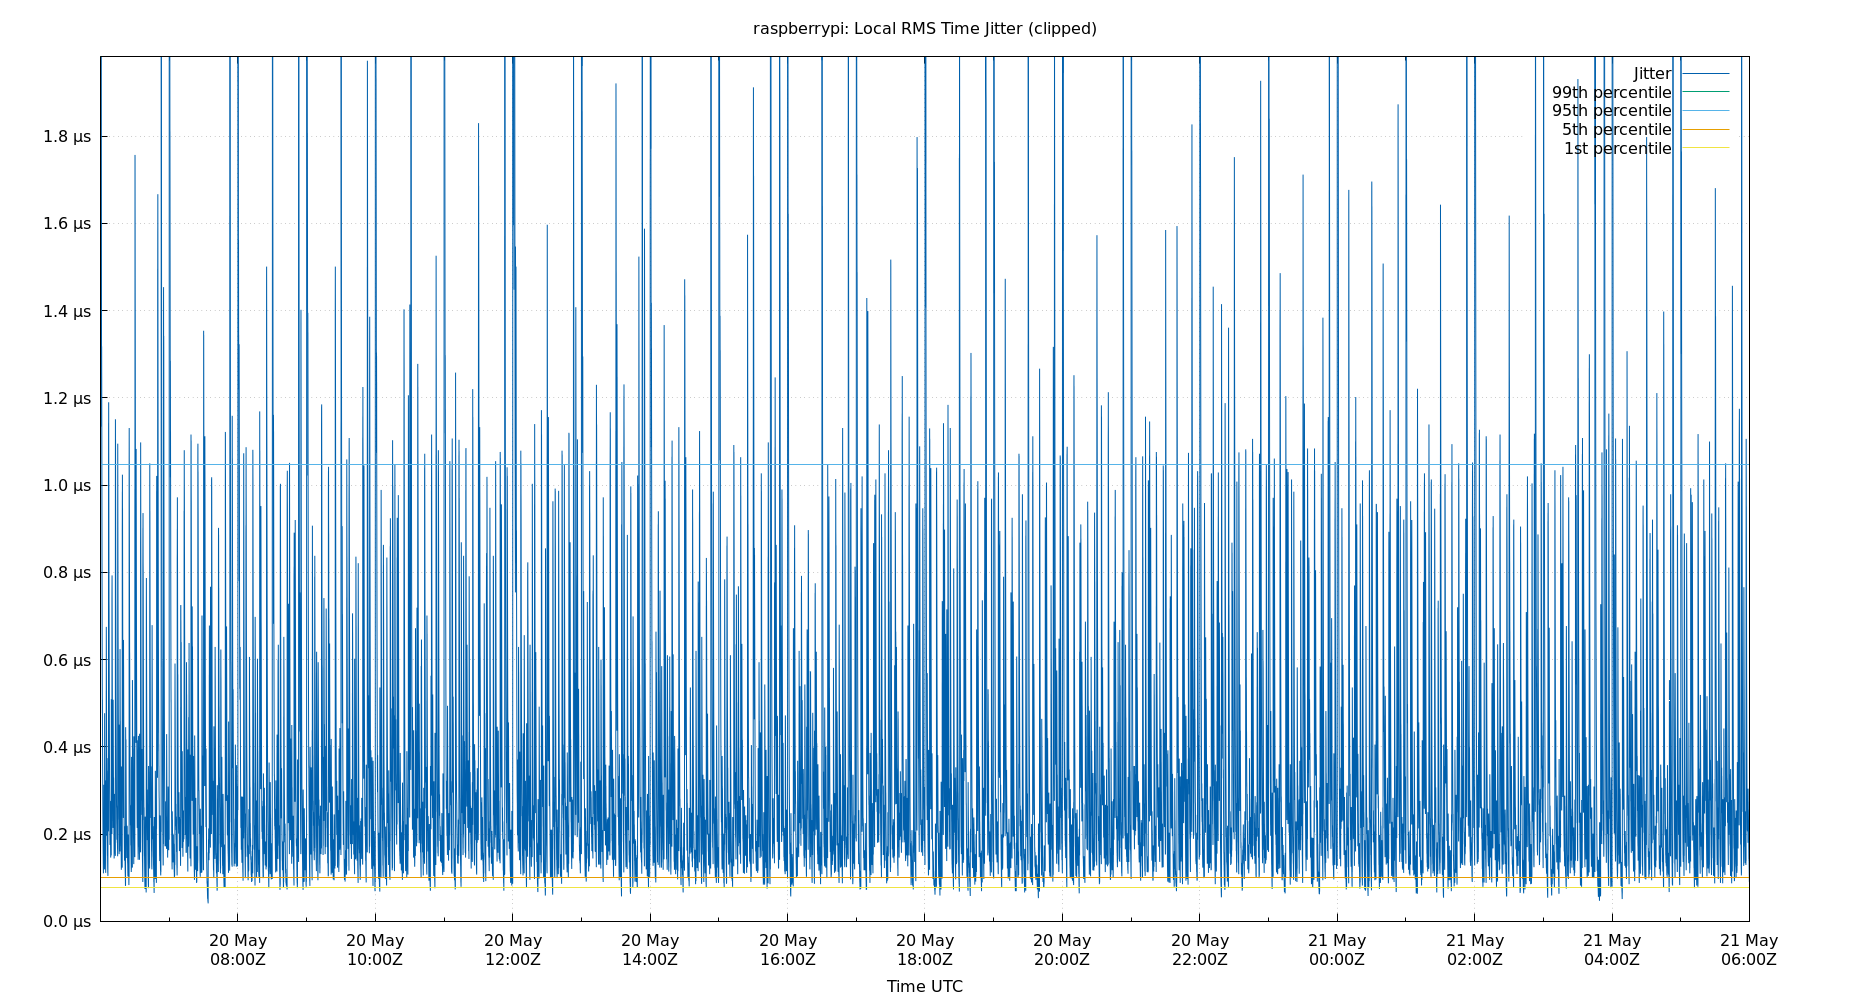 raspberrypi: Local RMS Time Jitter (clipped)
Jitter
99th percentile
95th percentile
5th percentile
1st percentile
1.8 µs
1.6 µs
1.4 µs
1.2 µs
1.0 µs
0.8 µs
0.6 µs
0.4 µs
0.2 µs
0.0 µs
20 May 20 May 20 May 20 May 20 May 20 May 20 May 20 May 21 May 21 May 21 May 21 May
08:00Z 10:00Z 12:00Z 14:00Z 16:00Z 18:00Z 20:00Z 22:00Z 00:00Z 02:00Z 04:00Z 06:00Z
Time UTC